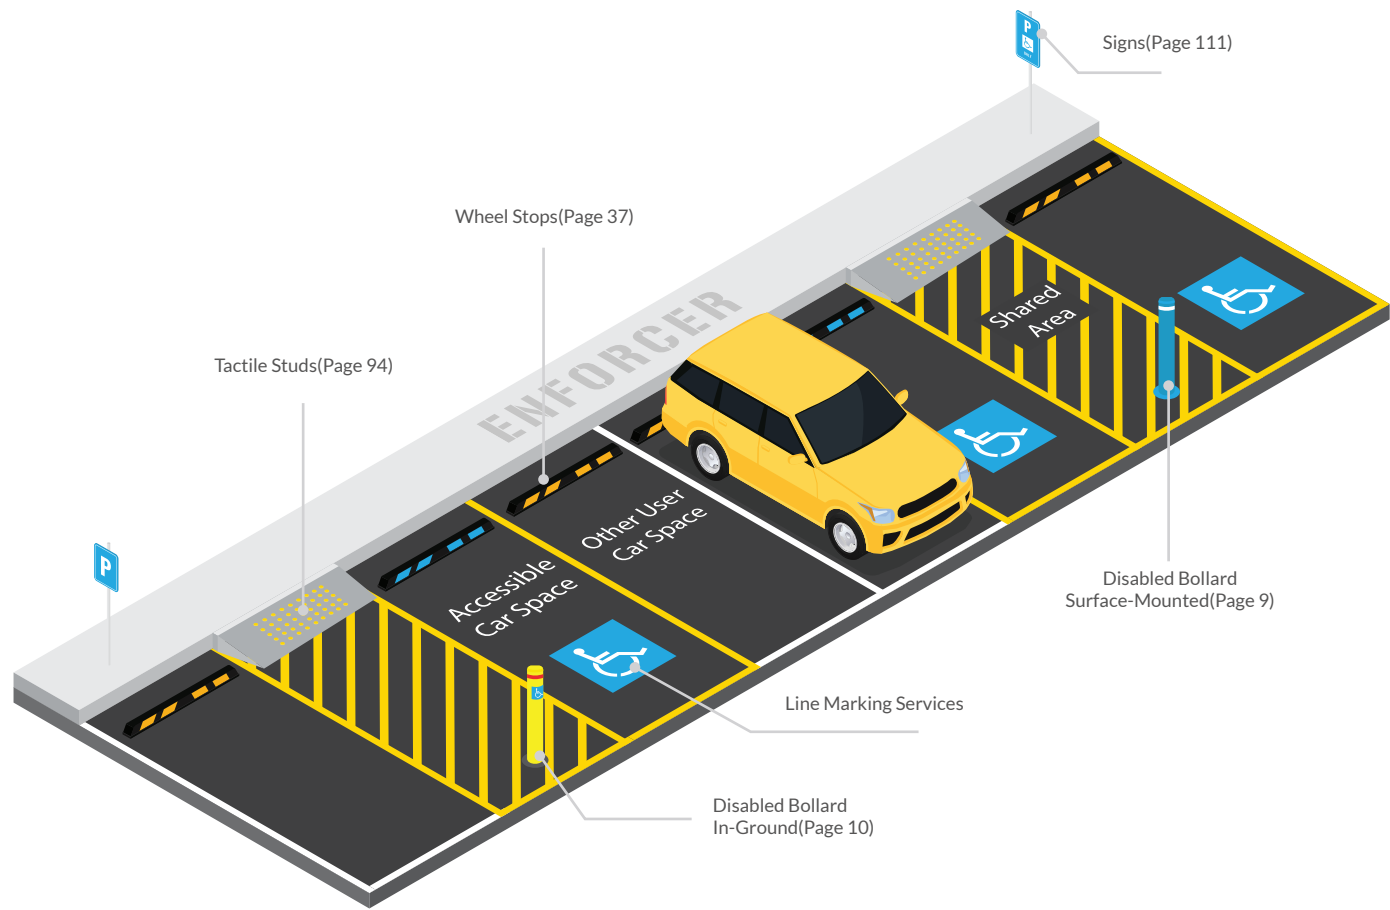 P
Signs(Page 111)
Wheel Stops(Page 37)
ENFORCER
Shared
Area
Tactile Studs(Page 94)
Other User
Car Space
P
Accessible
Car Space
Disabled Bollard
Surface-Mounted(Page 9)
Line Marking Services
Disabled Bollard
In-Ground(Page 10)